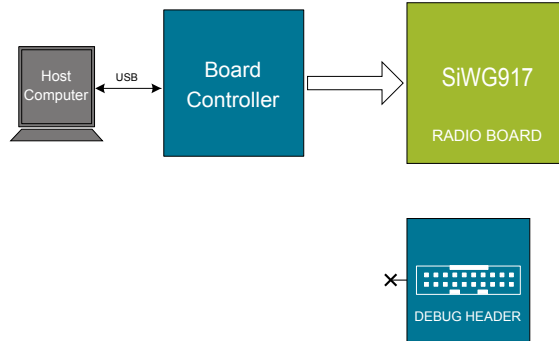 Host
Computer
USB
Board
Controller
SiWG917
RADIO BOARD
DEBUG HEADER